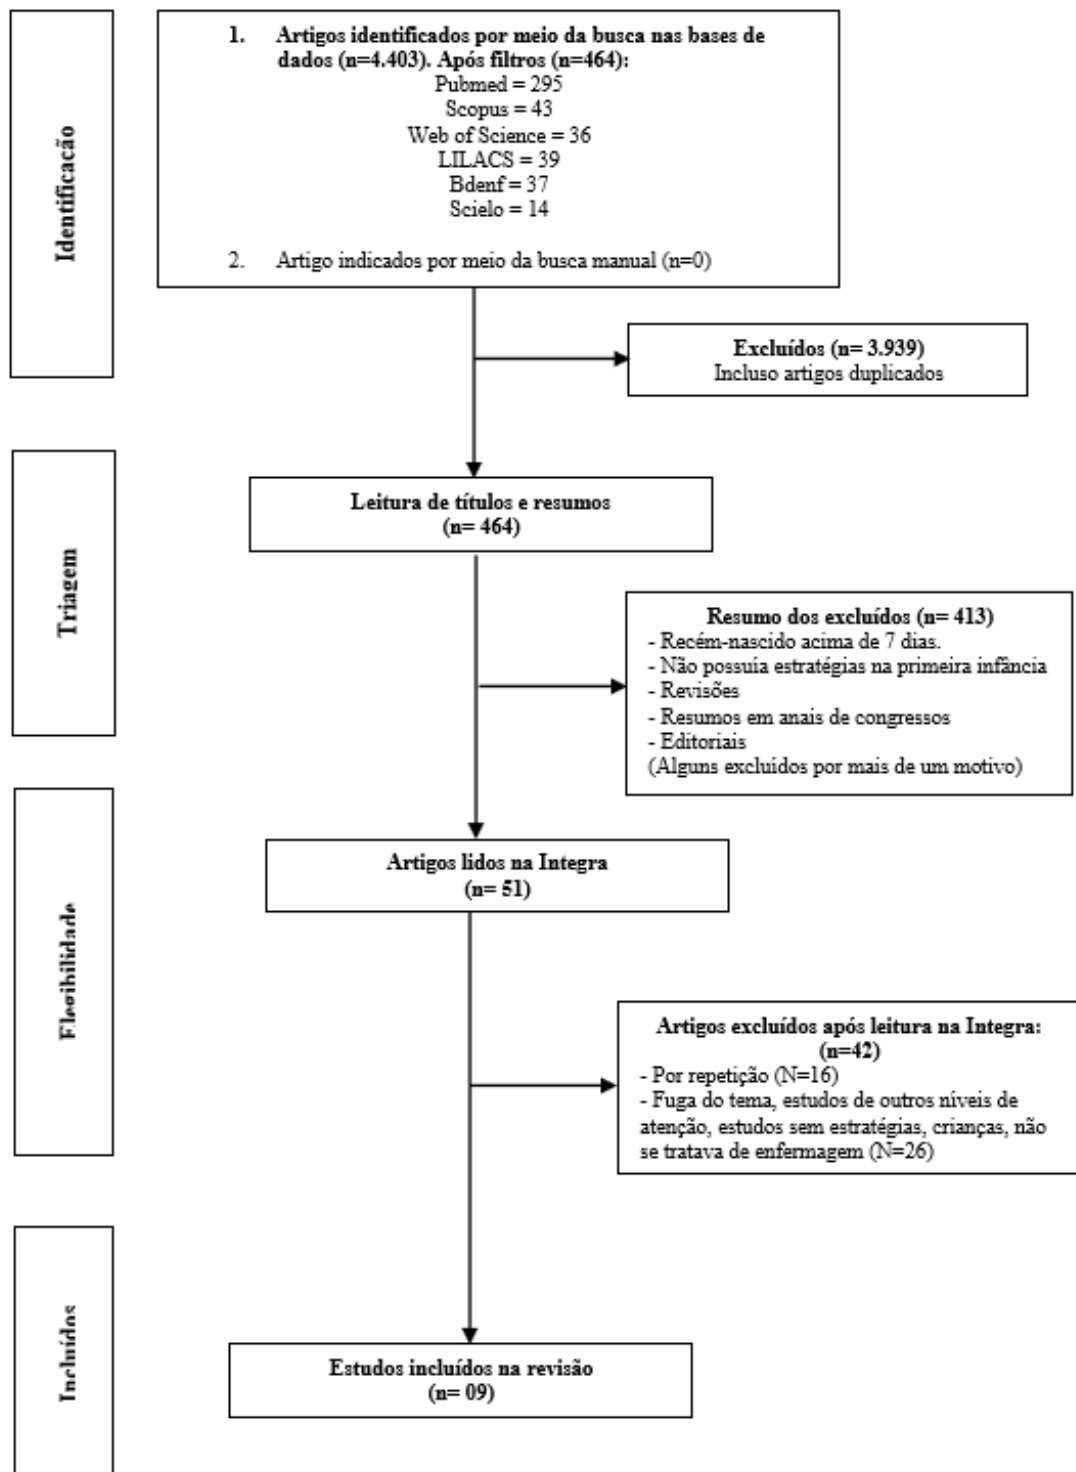 Identificação
1. Artigos identificados por meio da busca nas bases de
dados (n=4.403). Após filtros (n=464):
Pubmed = 295
Scopus = 43
Web of Science = 36
LILACS = 39
Bdenf = 37
Scielo = 14
2. Artigo indicados por meio da busca manual (n=0)
Excluídos (n= 3.939)
Incluso artigos duplicados
Triagem
Leitura de títulos e resumos
(n= 464)
Resumo dos excluídos (n= 413)
- Recém-nascido acima de 7 dias.
- Não possuía estratégias na primeira infância
- Revisões
- Resumos em anais de congressos
- Editoriais
(Alguns excluídos por mais de um motivo)
Elegibilidade
Artigos lidos na Integra
(n= 51)
Artigos excluídos após leitura na Integra:
(n=42)
- Por repetição (N=16)
- Fuga do tema, estudos de outros níveis de
atenção, estudos sem estratégias, crianças, não
se tratava de enfermagem (N=26)
Incluídos
Estudos incluídos na revisão
(n= 09)